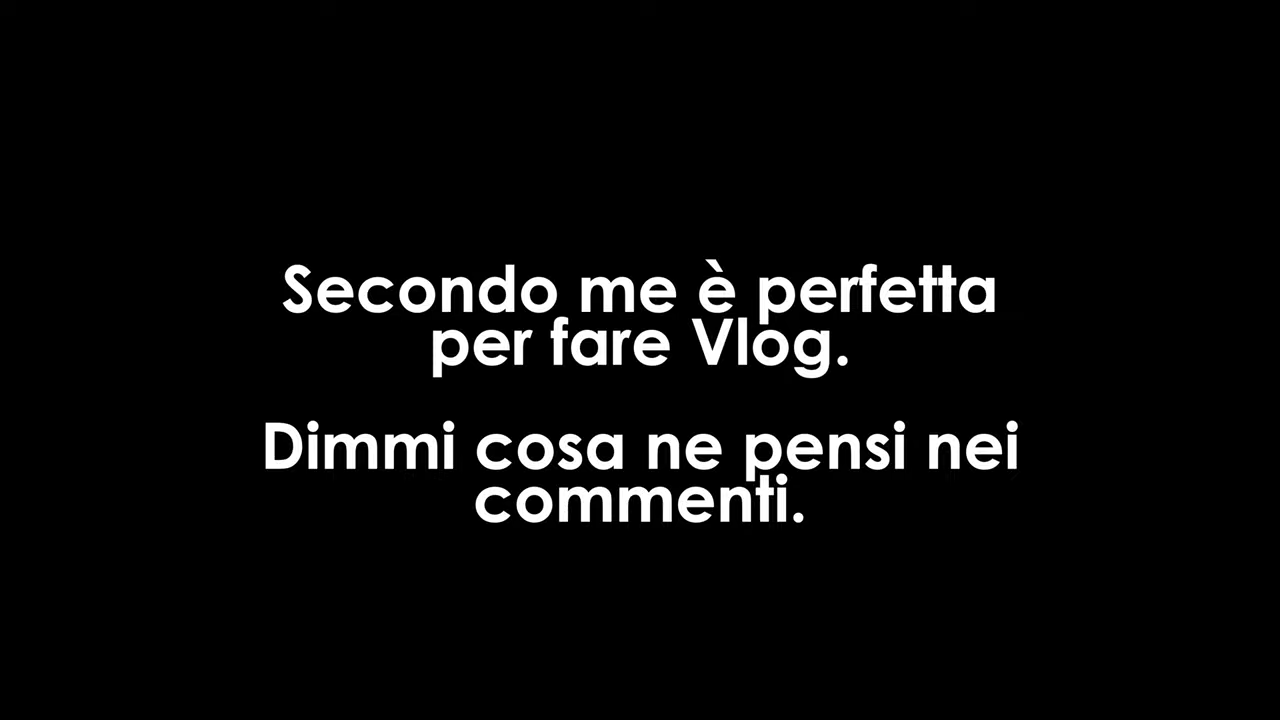 Secondo me è perfetta
per fare Vlog.
Dimmi cosa ne pensi nei
commenti.